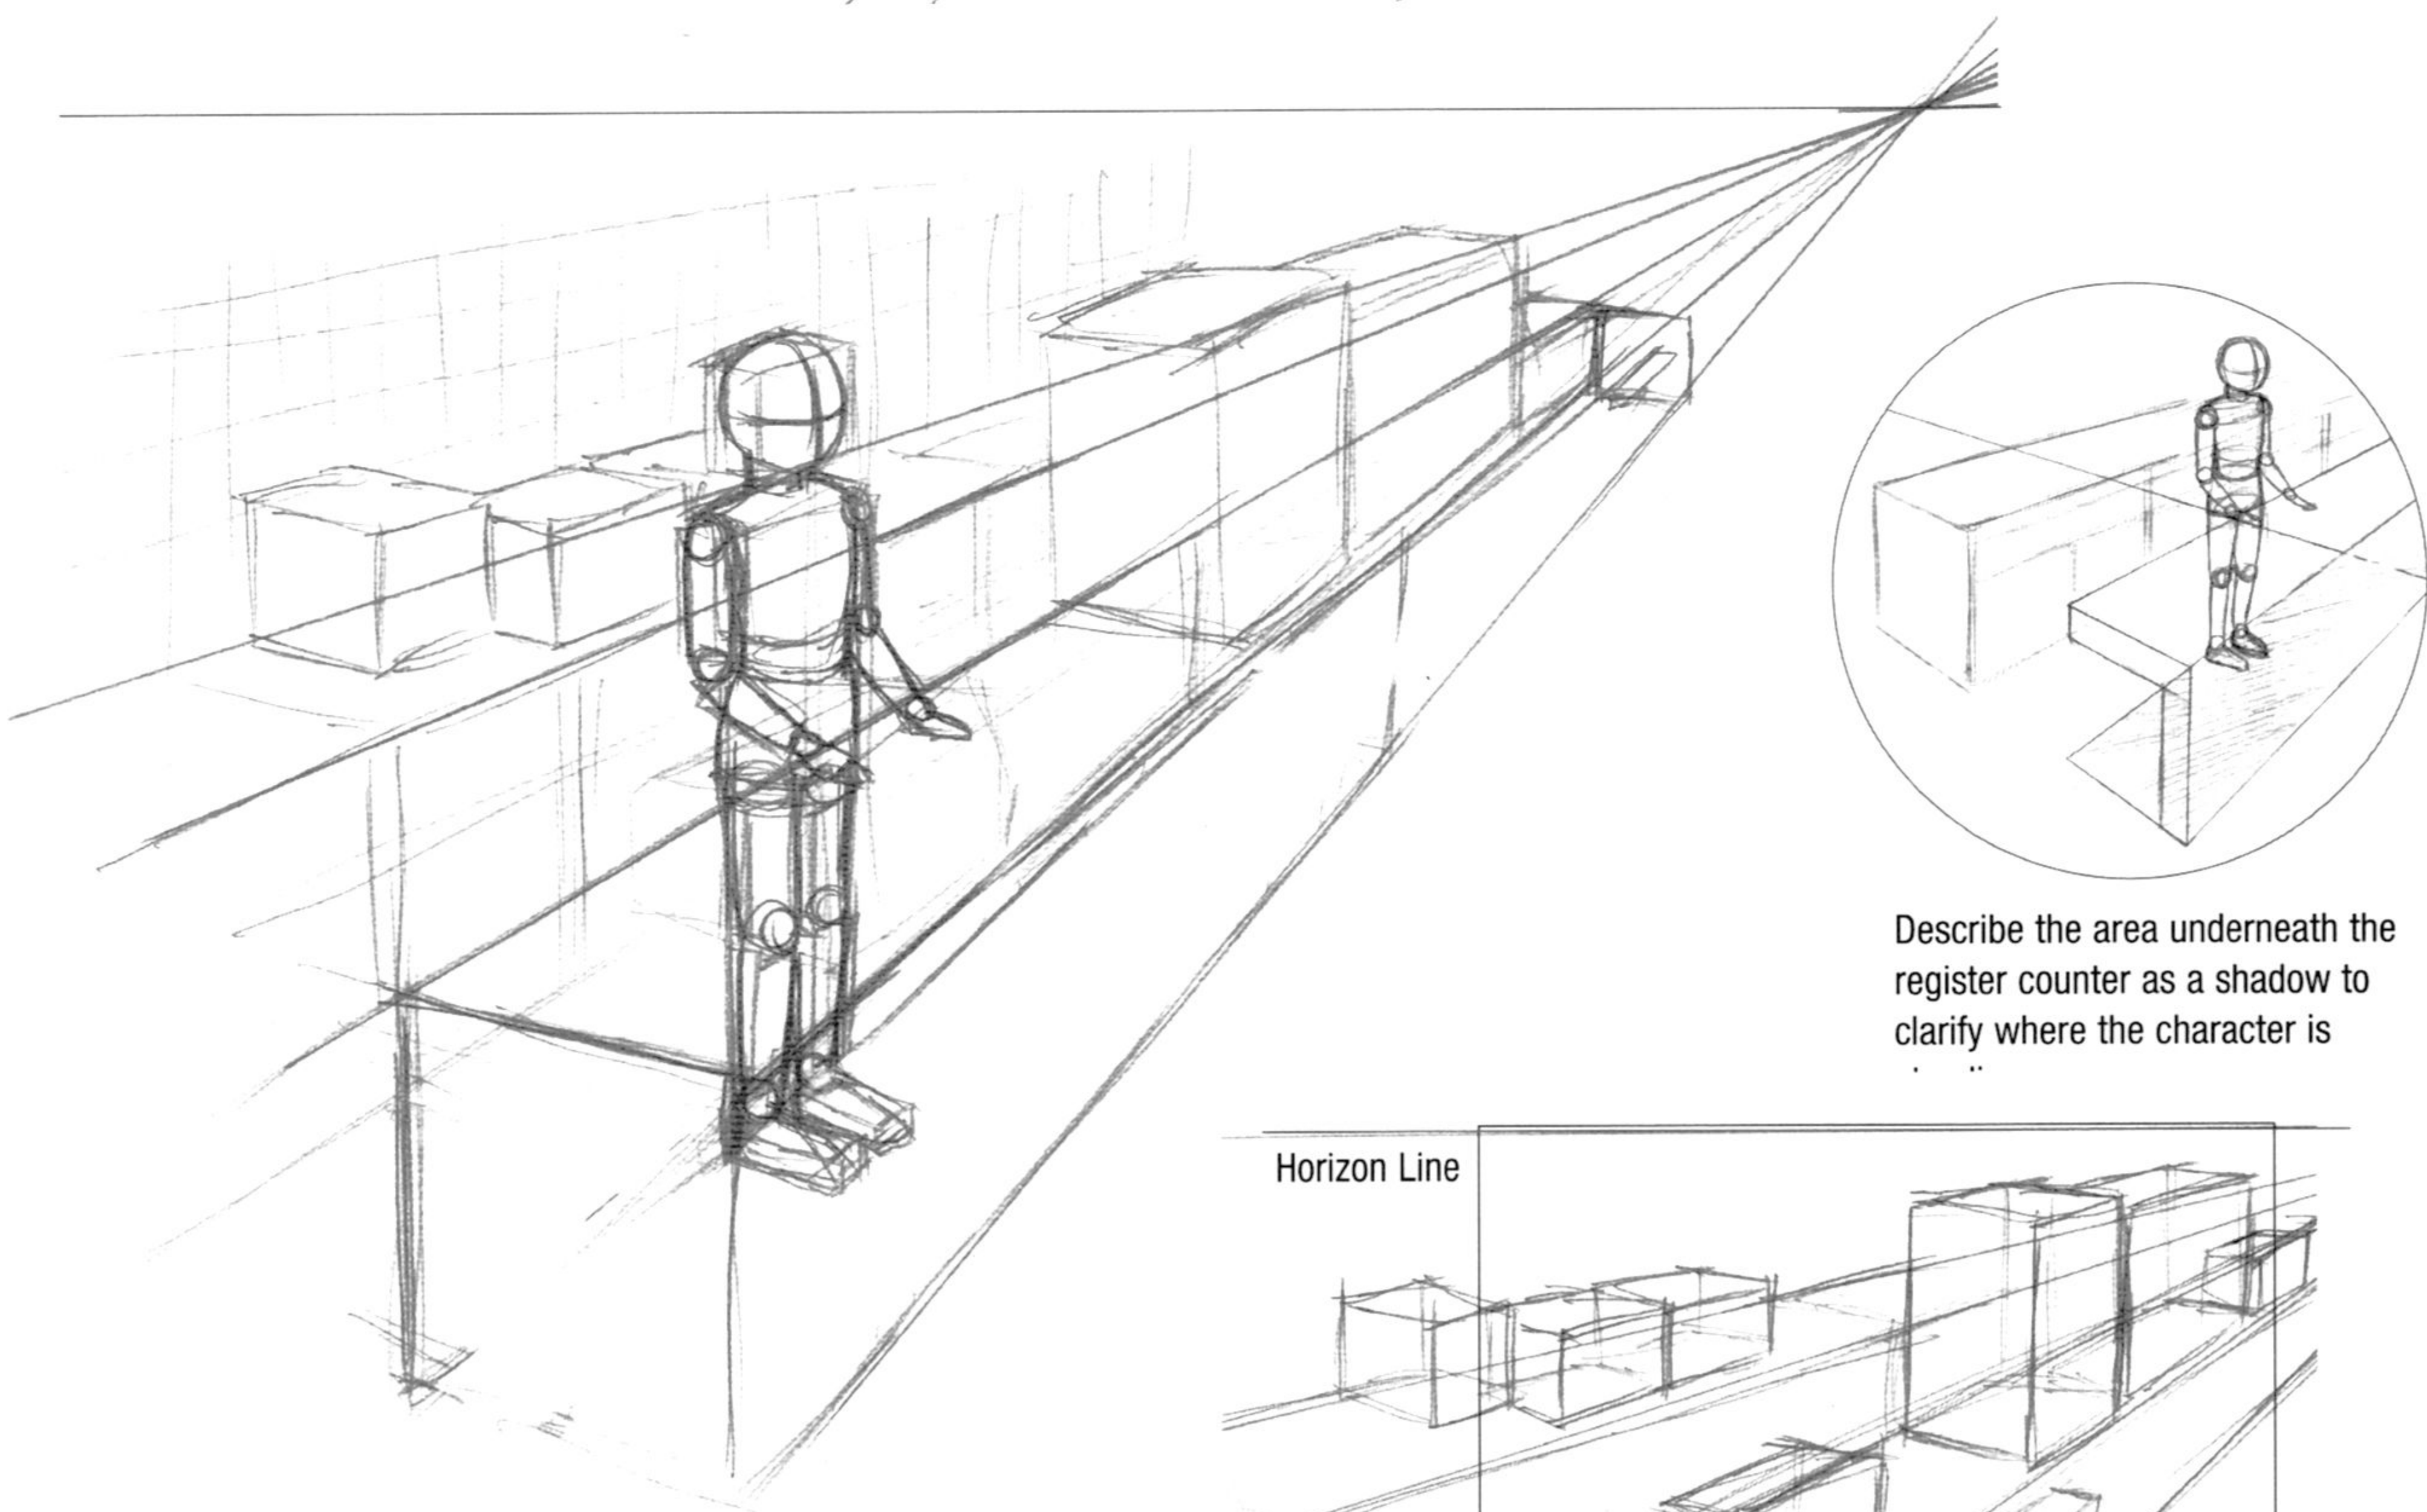 Describe the area underneath the
register counter as a shadow to
clarify where the character is
Horizon Line